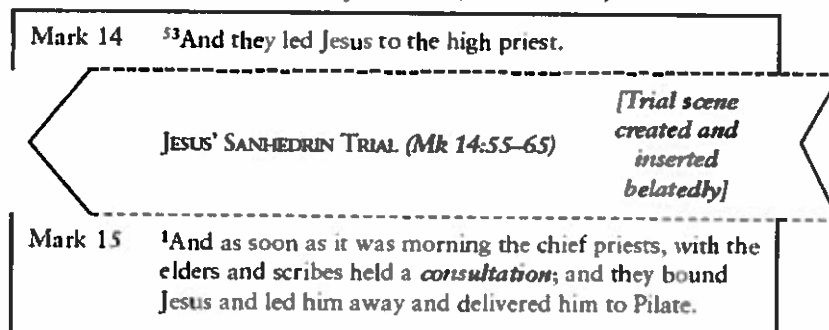 Mark 14 ⁵³And they led Jesus to the high priest.
JESUS' SANHEDRIN TRIAL (Mk 14:55–65)
[Trial scene
created and
inserted
belatedly]
Mark 15 ¹And as soon as it was morning the chief priests, with the
elders and scribes held a consultation; and they bound
Jesus and led him away and delivered him to Pilate.